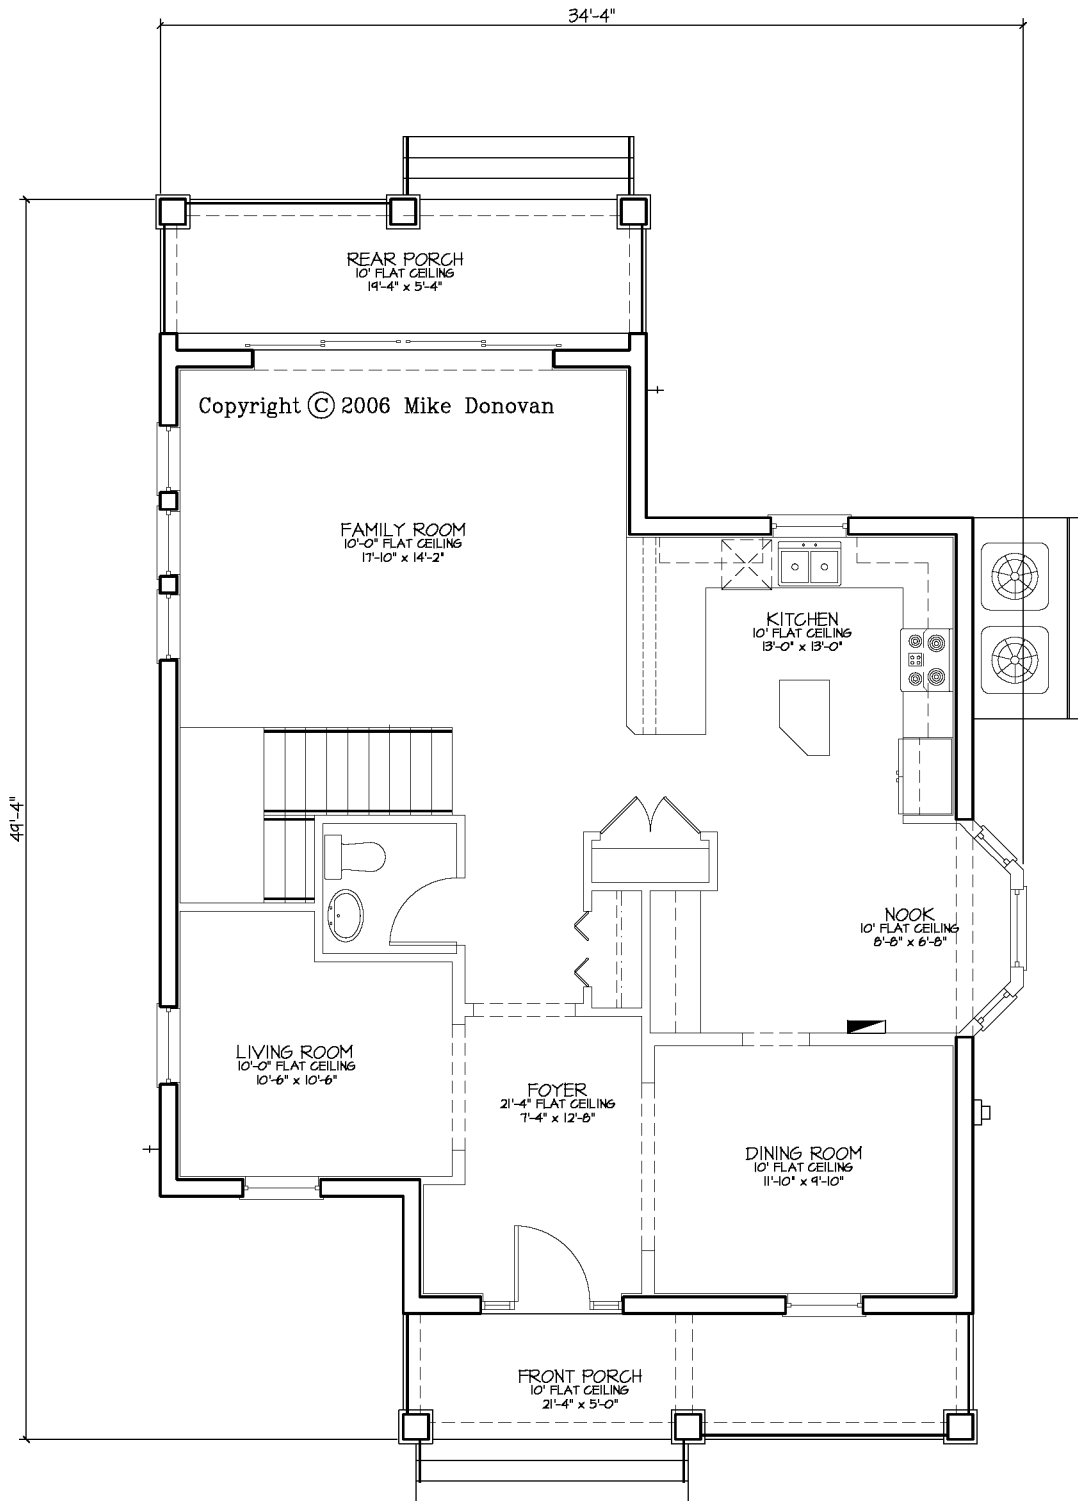 34'-4"
REAR PORCH
10' FLAT CEILING
19'-4" x 5'-4"
Copyright © 2006 Mike Donovan
FAMILY ROOM
10'-0" FLAT CEILING
17'-10" x 14'-2"
KITCHEN
10' FLAT CEILING
13'-0" x 13'-0"
49'-4"
NOOK
10' FLAT CEILING
8'-8" x 6'-8"
LIVING ROOM
10'-0" FLAT CEILING
10'-6" x 10'-6"
FOYER
21'-4" FLAT CEILING
7'-4" x 12'-8"
DINING ROOM
10' FLAT CEILING
11'-10" x 9'-10"
FRONT PORCH
10' FLAT CEILING
21'-4" x 5'-0"